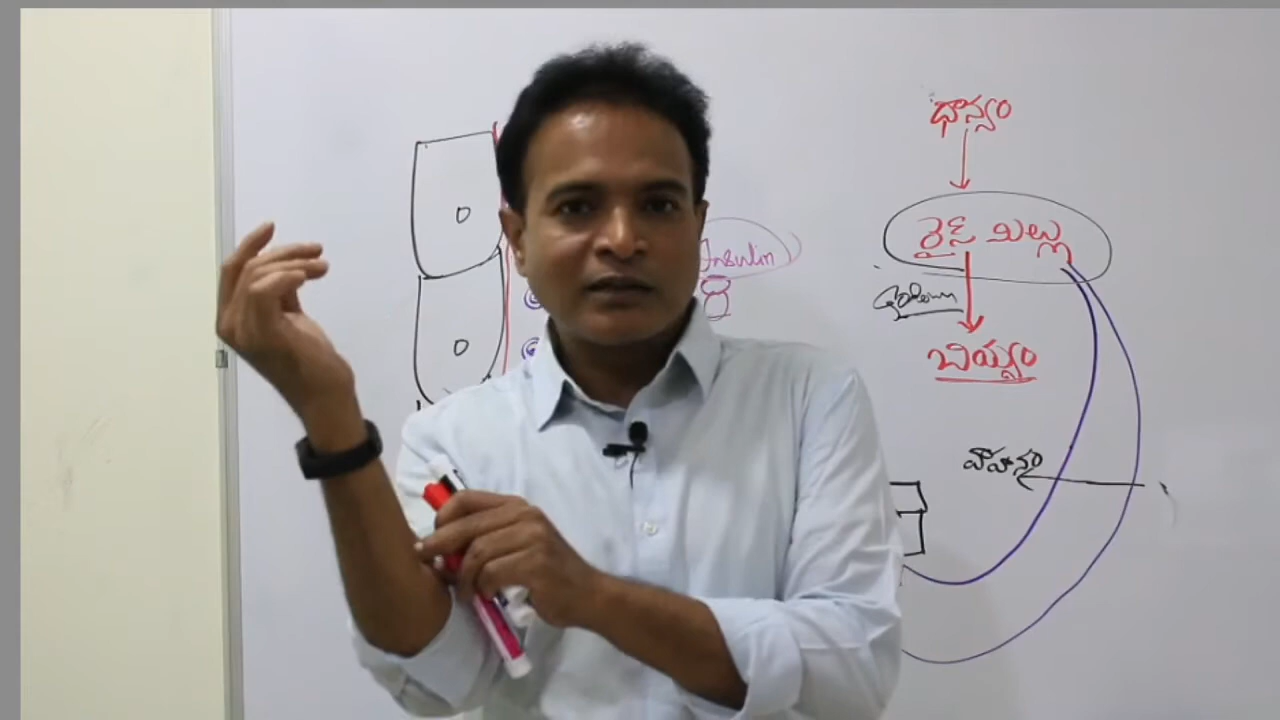 ధాన్యం
రైస్ మిల్లు
Insulin
బియ్యం
వాహనం